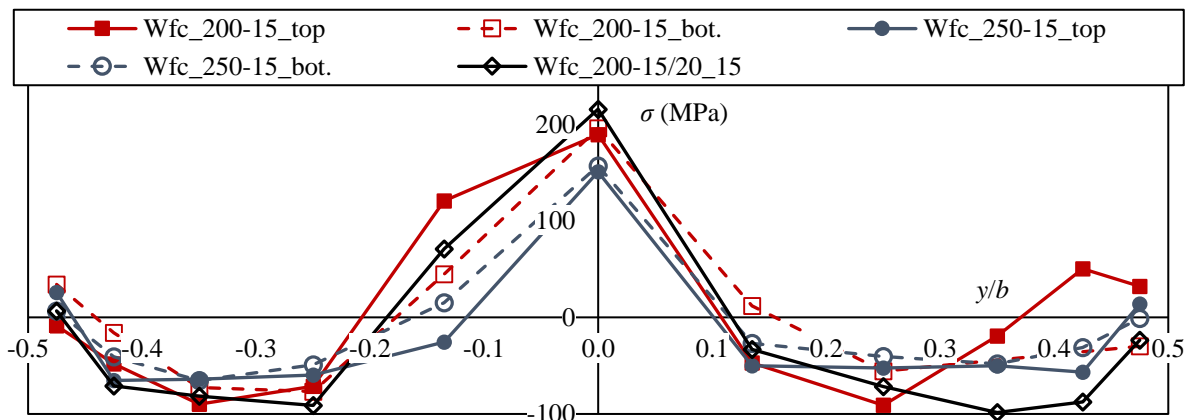 Wfc_200-15_top Wfc_200-15_bot. Wfc_250-15_top
Wfc_250-15_bot. Wfc_200-15/20_15
σ (MPa)
200
100
y/b
0
-0.5 -0.4 -0.3 -0.2 -0.1 0.0 0.1 0.2 0.3 0.4 0.5
-100